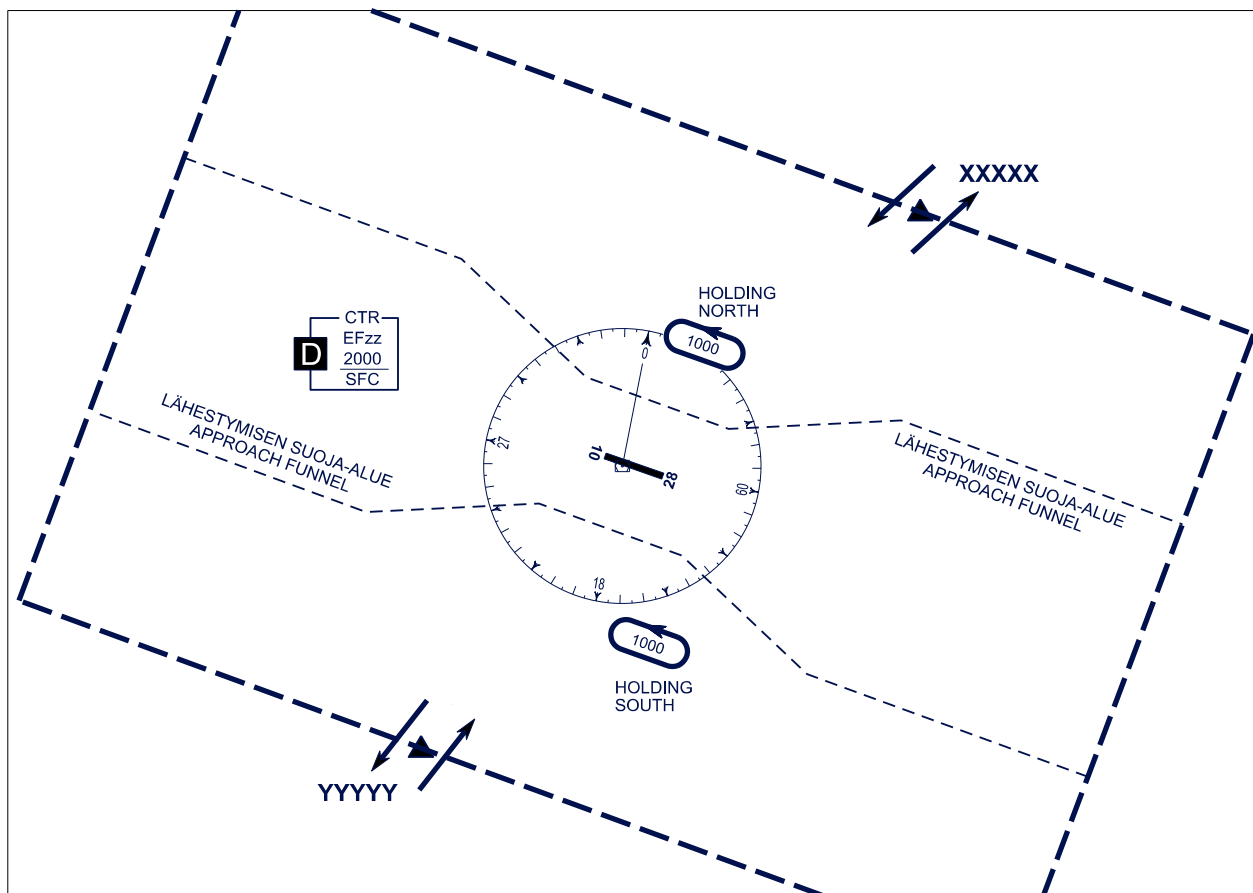 XXXXX
HOLDING
NORTH
1000
CTR
EFzz
2000
SFC
D
0
27
09
18
10
28
LÄHESTYMISEN SUOJA-ALUE
APPROACH FUNNEL
LÄHESTYMISEN SUOJA-ALUE
APPROACH FUNNEL
1000
HOLDING
SOUTH
YYYYY